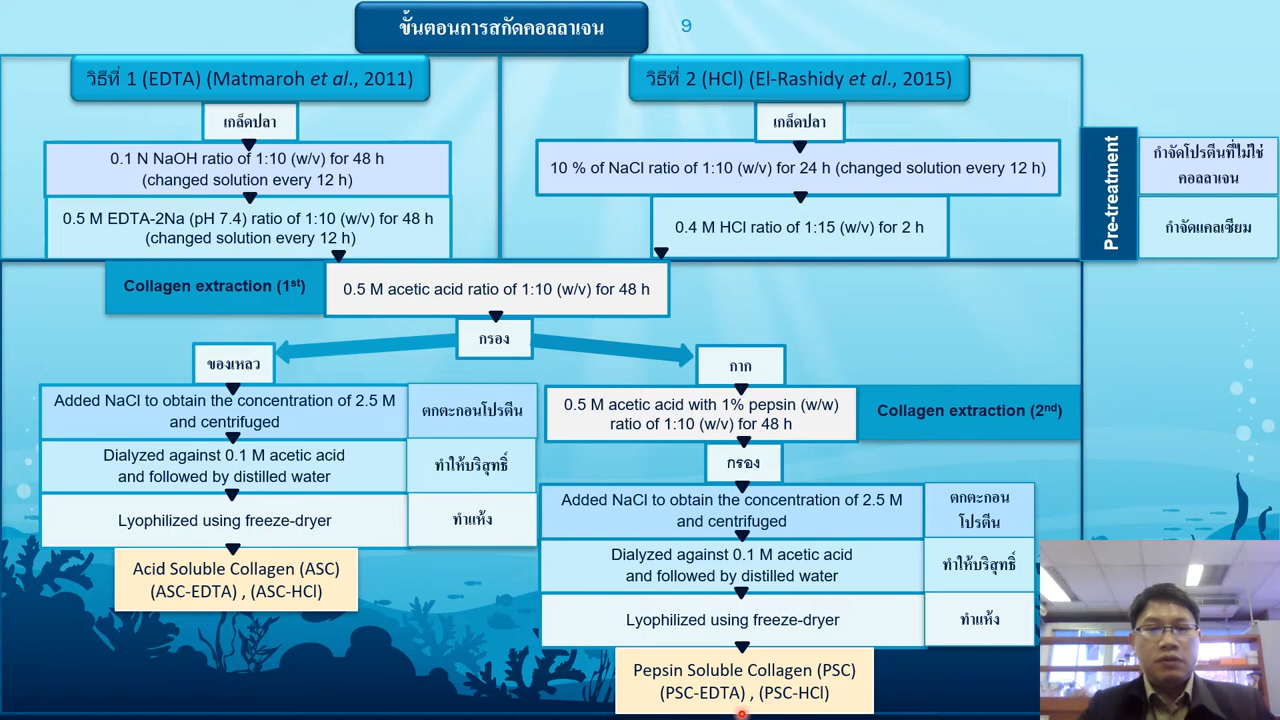 ขั้นตอนการสกัดคอลลาเจน
9
วิธีที่ 1 (EDTA) (Matmaroh et al., 2011)
เกล็ดปลา
0.1 N NaOH ratio of 1:10 (w/v) for 48 h
(changed solution every 12 h)
0.5 M EDTA-2Na (pH 7.4) ratio of 1:10 (w/v) for 48 h
(changed solution every 12 h)
วิธีที่ 2 (HCl) (El-Rashidy et al., 2015)
เกล็ดปลา
10 % of NaCl ratio of 1:10 (w/v) for 24 h (changed solution every 12 h)
0.4 M HCl ratio of 1:15 (w/v) for 2 h
Pre-treatment
กำจัดโปรตีนที่ไม่ใช่
คอลลาเจน
กำจัดแคลเซียม
Collagen extraction (1st)
0.5 M acetic acid ratio of 1:10 (w/v) for 48 h
กรอง
ของเหลว
Added NaCl to obtain the concentration of 2.5 M
and centrifuged
ตกตะกอนโปรตีน
Dialyzed against 0.1 M acetic acid
and followed by distilled water
ทำให้บริสุทธิ์
Lyophilized using freeze-dryer
ทำแห้ง
Acid Soluble Collagen (ASC)
(ASC-EDTA) , (ASC-HCl)
กาก
0.5 M acetic acid with 1% pepsin (w/w)
ratio of 1:10 (w/v) for 48 h
Collagen extraction (2nd)
กรอง
Added NaCl to obtain the concentration of 2.5 M
and centrifuged
ตกตะกอน
โปรตีน
Dialyzed against 0.1 M acetic acid
and followed by distilled water
ทำให้บริสุทธิ์
Lyophilized using freeze-dryer
ทำแห้ง
Pepsin Soluble Collagen (PSC)
(PSC-EDTA) , (PSC-HCl)